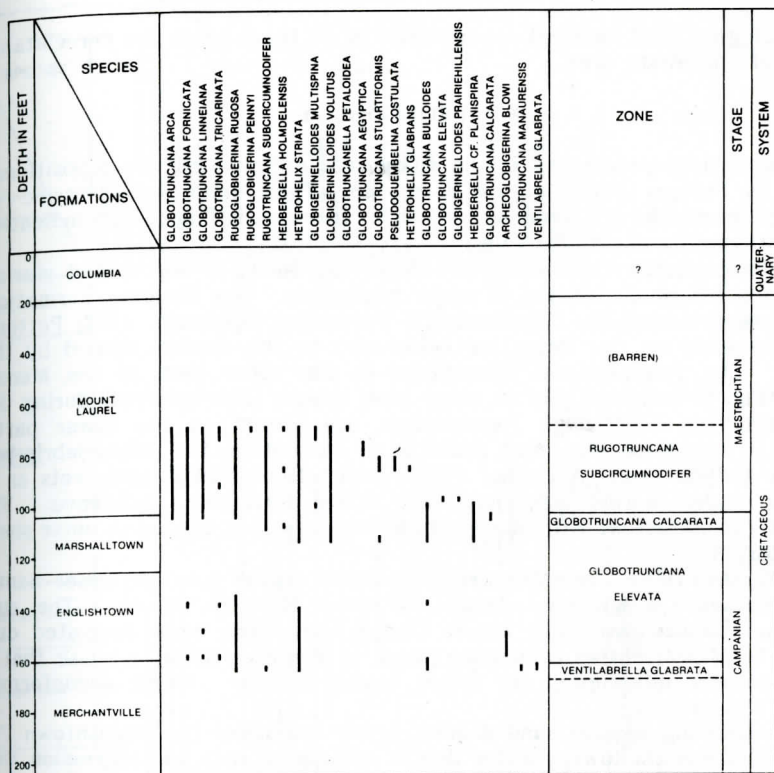 DEPTH IN FEET
SPECIES
FORMATIONS
GLOBOTRUNCANA ARCA
GLOBOTRUNCANA FORNICATA
GLOBOTRUNCANA LINNEIANA
GLOBOTRUNCANA TRICARINATA
RUGOGLOBIGERINA RUGOSA
RUGOGLOBIGERINA PENNYI
RUGOTRUNCANA SUBCIRCUMNODIFER
HEDBERGELLA HOLMDELENSIS
HETEROHELIX STRIATA
GLOBIGERINELLOIDES MULTISPINA
GLOBIGERINELLOIDES VOLUTUS
GLOBOTRUNCANELLA PETALOIDEA
GLOBOTRUNCANA AEGYPTICA
GLOBOTRUNCANA STUARTIFORMIS
PSEUDOGUEMBELINA COSTULATA
HETEROHELIX GLABRANS
GLOBOTRUNCANA BULLOIDES
GLOBOTRUNCANA ELEVATA
GLOBIGERINELLOIDES PRAIRIEHILLENSIS
HEDBERGELLA CF. PLANISPIRA
GLOBOTRUNCANA CALCARATA
ARCHEOGLOBIGERINA BLOWI
GLOBOTRUNCANA MANAURENSIS
VENTILABRELLA GLABRATA
ZONE
STAGE
SYSTEM
0
20
40
60
80
100
120
140
160
180
200
COLUMBIA
MOUNT
LAUREL
MARSHALLTOWN
ENGLISHTOWN
MERCHANTVILLE
?
(BARREN)
RUGOTRUNCANA
SUBCIRCUMNODIFER
GLOBOTRUNCANA CALCARATA
GLOBOTRUNCANA
ELEVATA
VENTILABRELLA GLABRATA
?
MAESTRICHTIAN
CAMPANIAN
QUATER-
NARY
CRETACEOUS